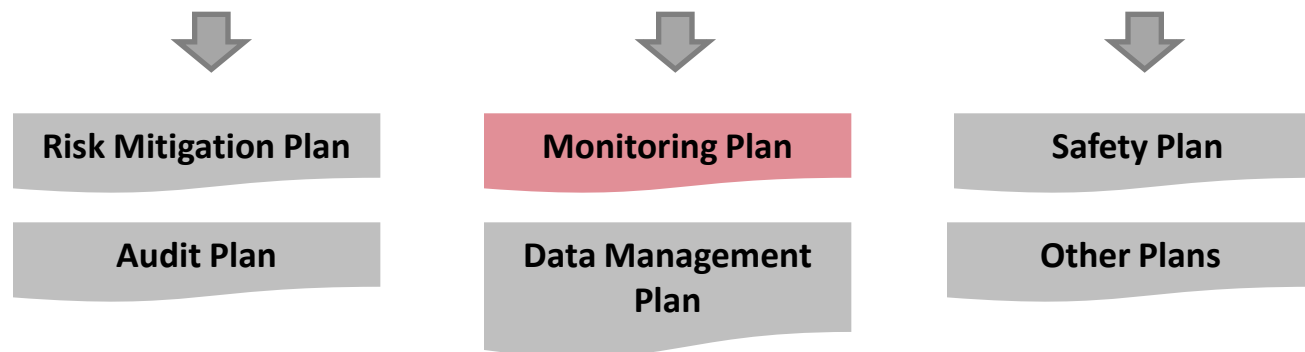 Risk Mitigation Plan
Monitoring Plan
Safety Plan
Audit Plan
Data Management
Plan
Other Plans